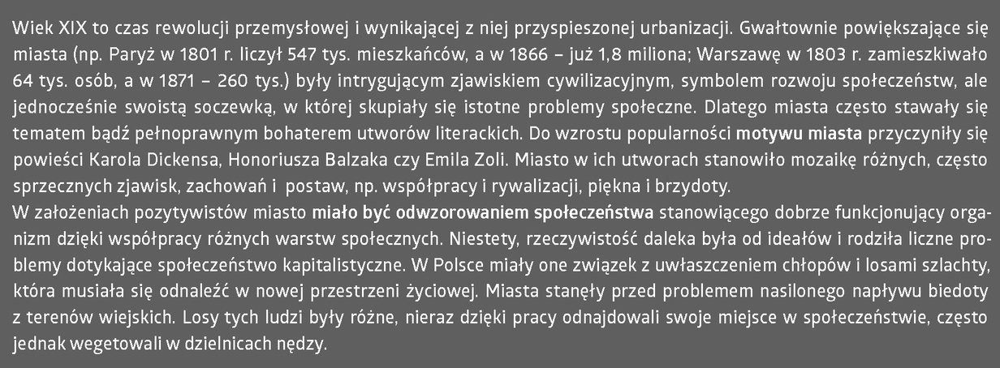 Wiek XIX to czas rewolucji przemysłowej i wynikającej z niej przyspieszonej urbanizacji. Gwałtownie powiększające się
miasta (np. Paryż w 1801 r. liczył 547 tys. mieszkańców, a w 1866 – już 1,8 miliona; Warszawę w 1803 r. zamieszkiwało
64 tys. osób, a w 1871 – 260 tys.) były intrygującym zjawiskiem cywilizacyjnym, symbolem rozwoju społeczeństw, ale
jednocześnie swoistą soczewką, w której skupiały się istotne problemy społeczne. Dlatego miasta często stawały się
tematem bądź pełnoprawnym bohaterem utworów literackich. Do wzrostu popularności motywu miasta przyczyniły się
powieści Karola Dickensa, Honoriusza Balzaka czy Emila Zoli. Miasto w ich utworach stanowiło mozaikę różnych, często
sprzecznych zjawisk, zachowań i postaw, np. współpracy i rywalizacji, piękna i brzydoty.
W założeniach pozytywistów miasto miało być odwzorowaniem społeczeństwa stanowiącego dobrze funkcjonujący orga-
nizm dzięki współpracy różnych warstw społecznych. Niestety, rzeczywistość daleka była od ideałów i rodziła liczne pro-
blemy dotykające społeczeństwo kapitalistyczne. W Polsce miały one związek z uwłaszczeniem chłopów i losami szlachty,
która musiała się odnaleźć w nowej przestrzeni życiowej. Miasta stanęły przed problemem nasilonego napływu biedoty
z terenów wiejskich. Losy tych ludzi były różne, nieraz dzięki pracy odnajdowali swoje miejsce w społeczeństwie, często
jednak wegetowali w dzielnicach nędzy.